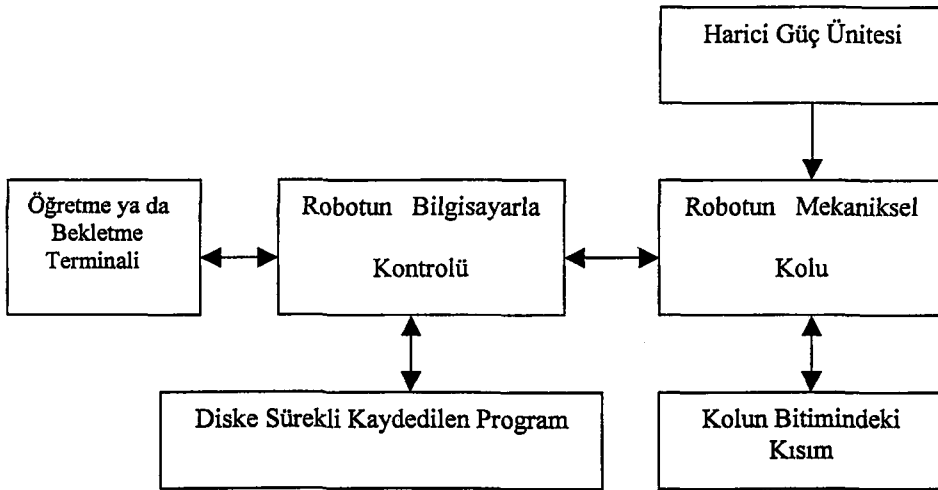 Harici Güç Ünitesi
Öğretme ya da
Bekletme
Terminali
Robotun Bilgisayarla
Kontrolü
Robotun Mekaniksel
Kolu
Diske Sürekli Kaydedilen Program
Kolun Bitimindeki
Kısım